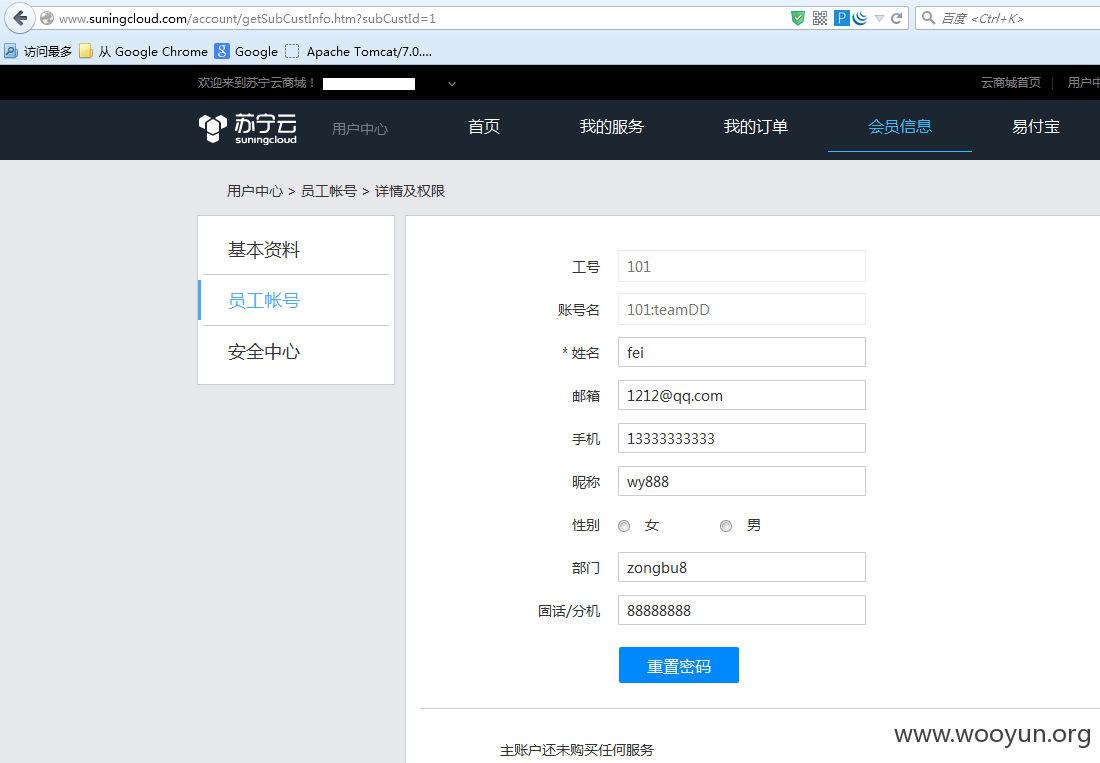 www.suningcloud.com/account/getSubCustInfo.htm?subCustId=1
百度 <Ctrl+K>
访问最多 从 Google Chrome Google Apache Tomcat/7.0....
欢迎来到苏宁云商城！
云商城首页 | 用户中
苏宁云 suningcloud 用户中心 首页 我的服务 我的订单 会员信息 易付宝
用户中心 > 员工帐号 > 详情及权限
基本资料
员工帐号
安全中心
工号 101
账号名 101:teamDD
* 姓名 fei
邮箱 1212@qq.com
手机 13333333333
昵称 wy888
性别 女 男
部门 zongbu8
固话/分机 88888888
重置密码
主账户还未购买任何服务
www.wooyun.org